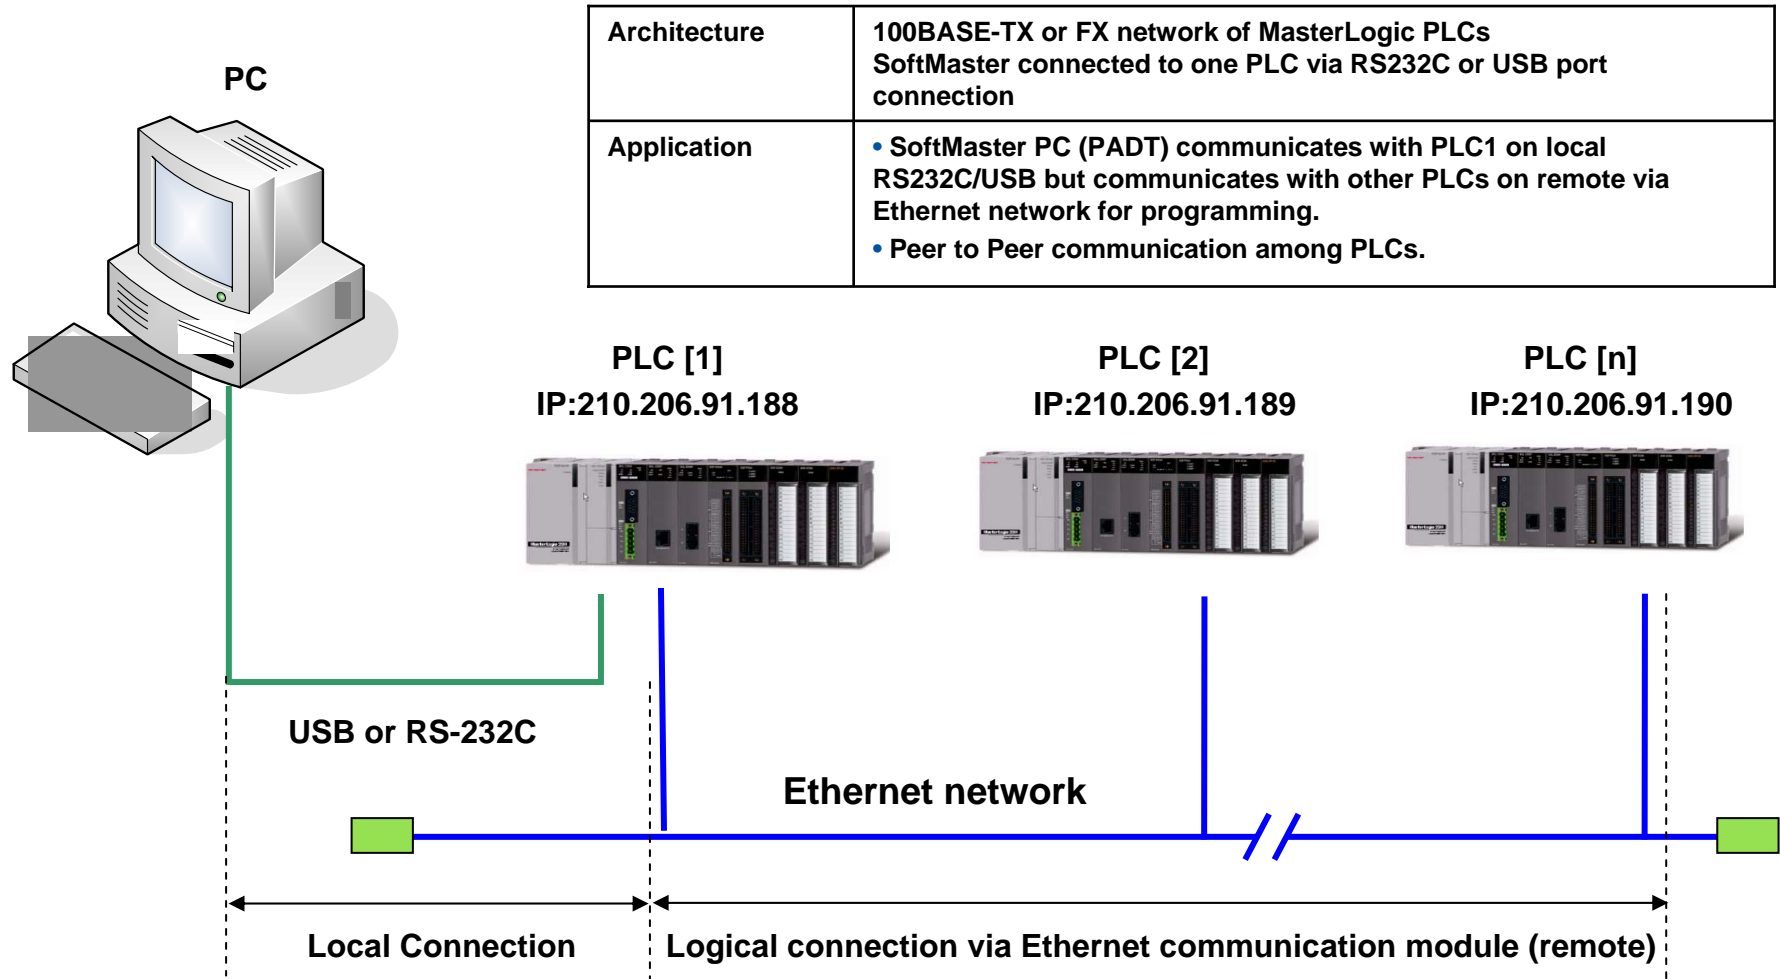 PC
Architecture
100BASE-TX or FX network of MasterLogic PLCs
SoftMaster connected to one PLC via RS232C or USB port
connection
Application
• SoftMaster PC (PADT) communicates with PLC1 on local
RS232C/USB but communicates with other PLCs on remote via
Ethernet network for programming.
• Peer to Peer communication among PLCs.
PLC [1]
IP:210.206.91.188
PLC [2]
IP:210.206.91.189
PLC [n]
IP:210.206.91.190
USB or RS-232C
Ethernet network
Local Connection
Logical connection via Ethernet communication module (remote)